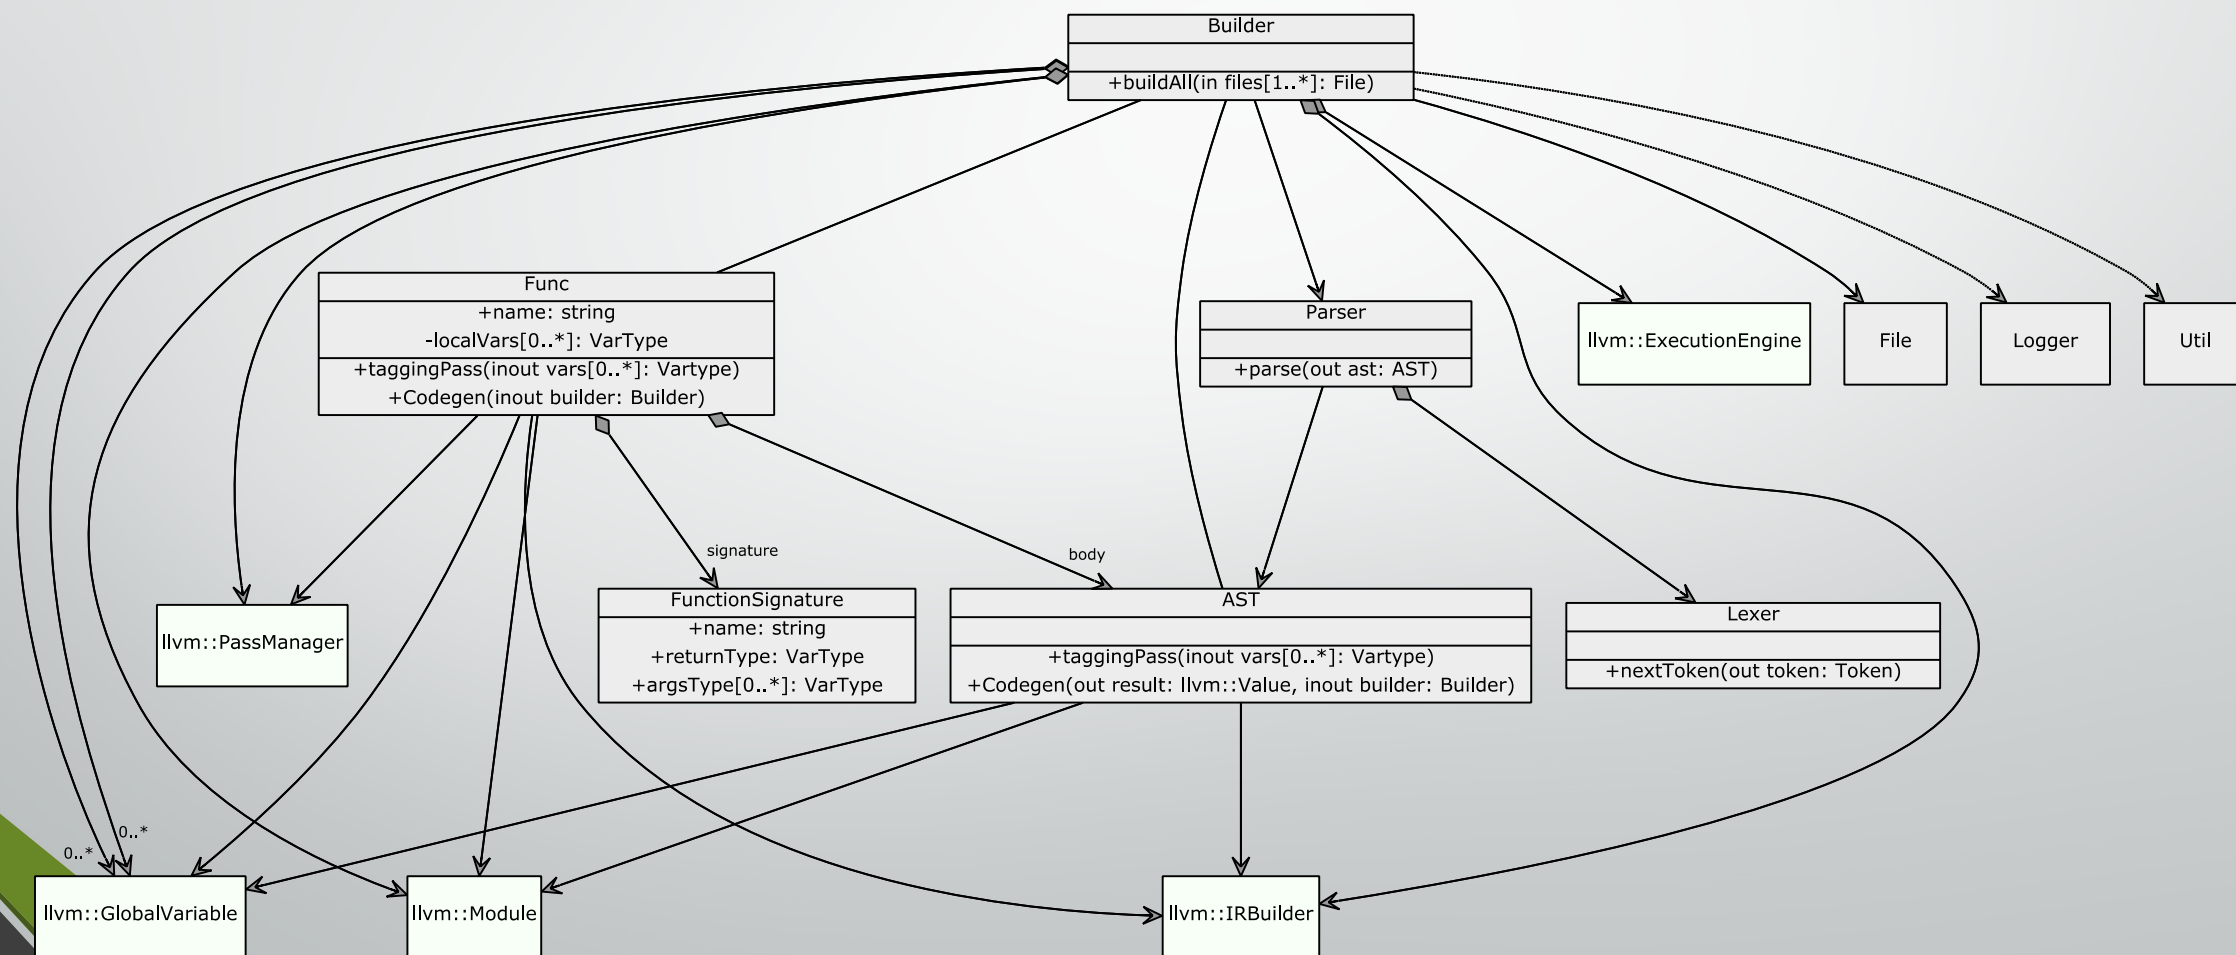 Builder
+buildAll(in files[1..*]: File)
Func
+name: string
-localVars[0..*]: VarType
+taggingPass(inout vars[0..*]: Vartype)
+Codegen(inout builder: Builder)
Parser
+parse(out ast: AST)
llvm::ExecutionEngine
File
Logger
Util
signature
body
llvm::PassManager
FunctionSignature
+name: string
+returnType: VarType
+argsType[0..*]: VarType
AST
+taggingPass(inout vars[0..*]: Vartype)
+Codegen(out result: llvm::Value, inout builder: Builder)
Lexer
+nextToken(out token: Token)
0..*
0..*
llvm::GlobalVariable
llvm::Module
llvm::IRBuilder